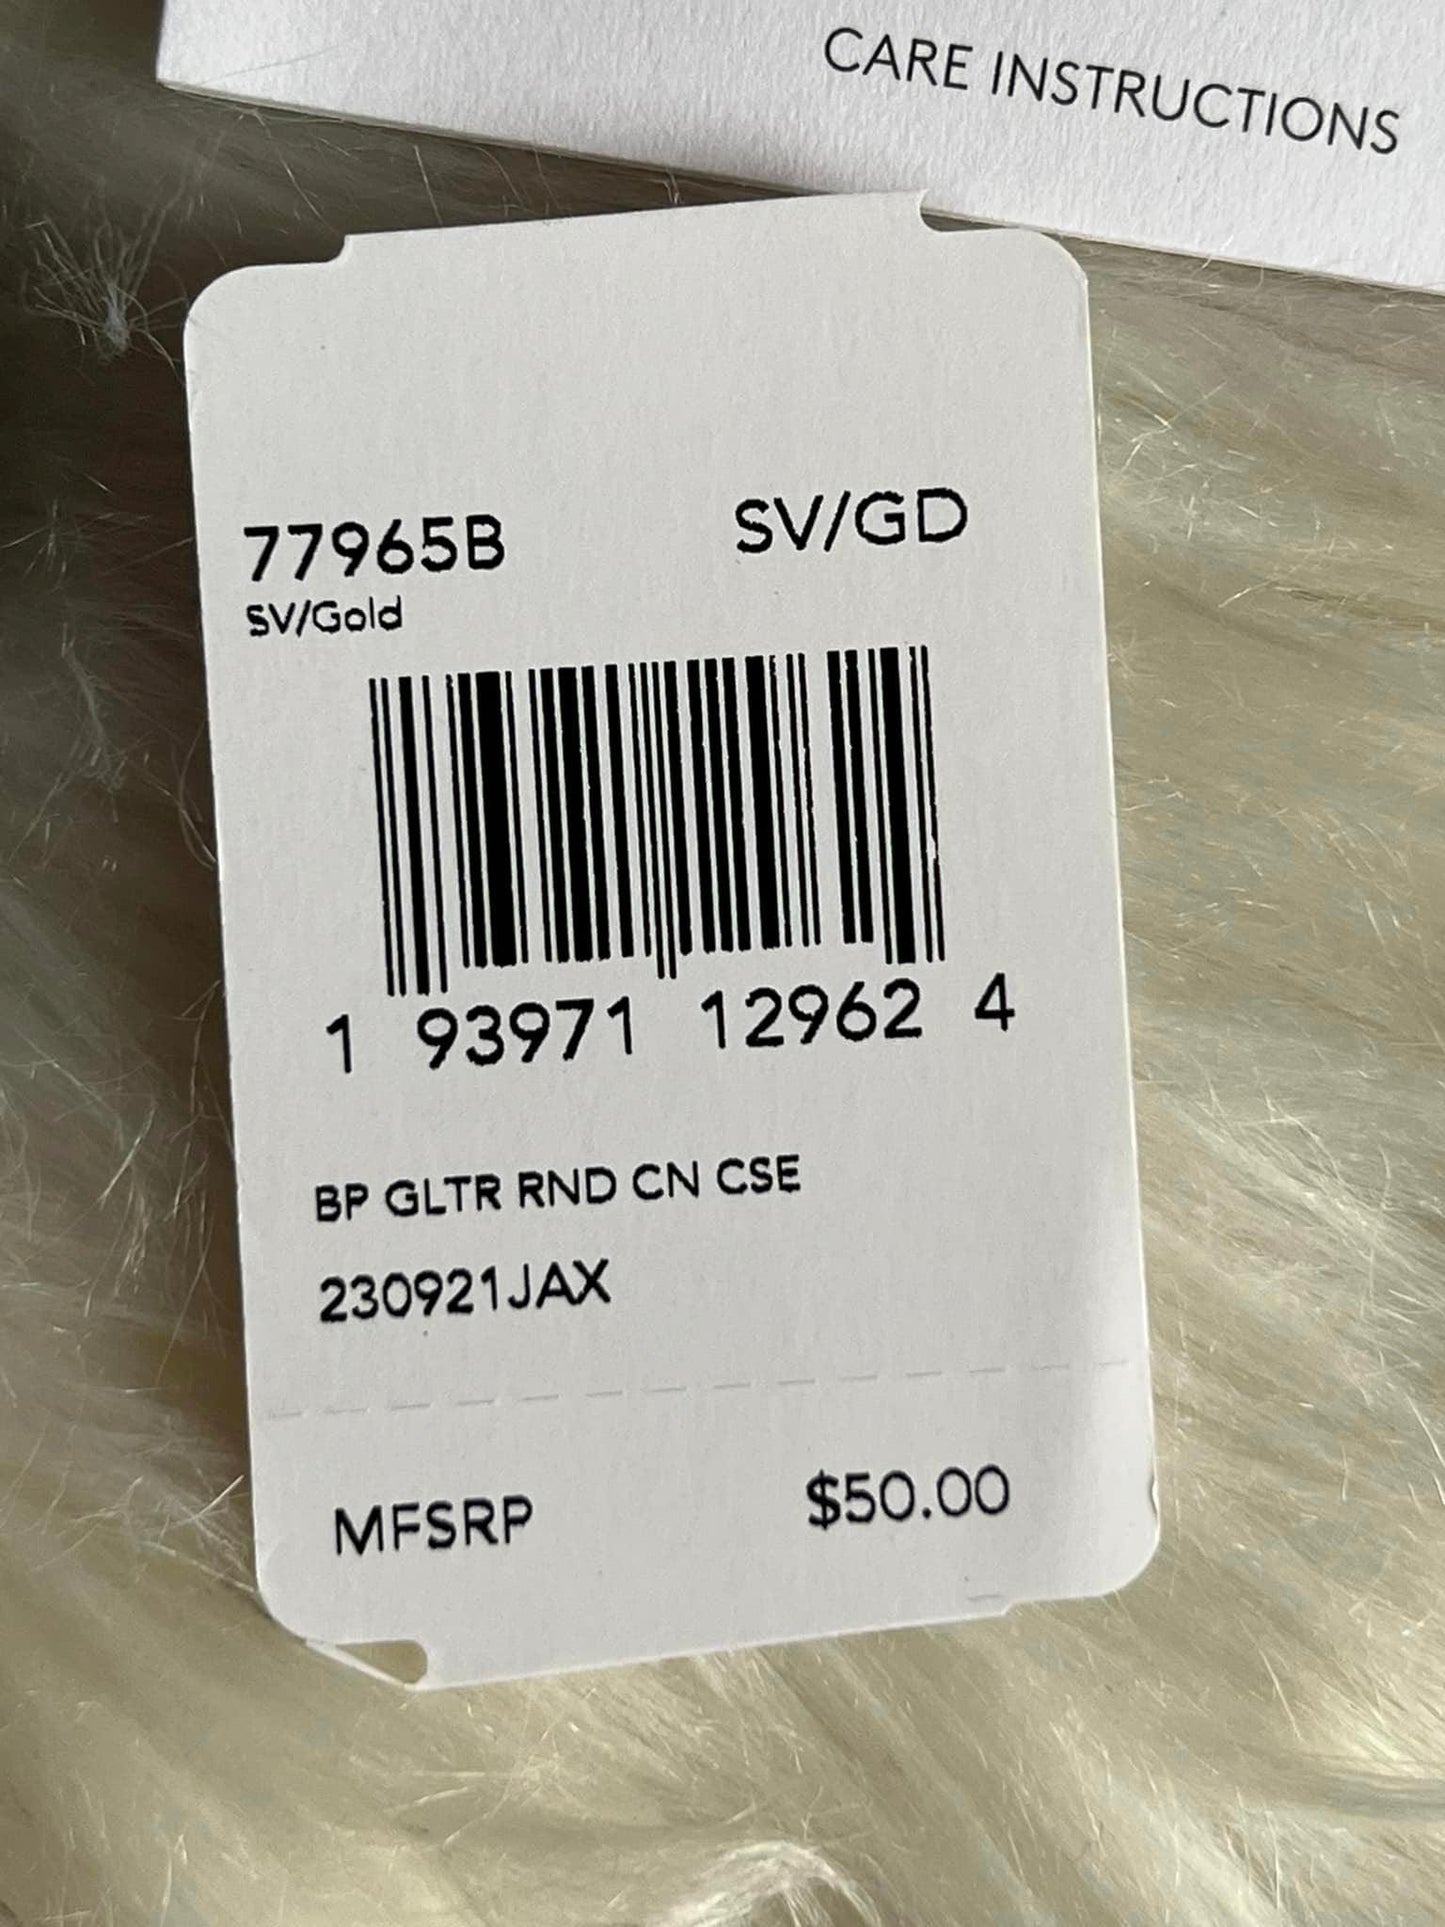 CARE INSTRUCTIONS
77965B SV/GD
SV/Gold
1 93971 12962 4
BP GLTR RND CN CSE
230921JAX
MFSRP $50.00